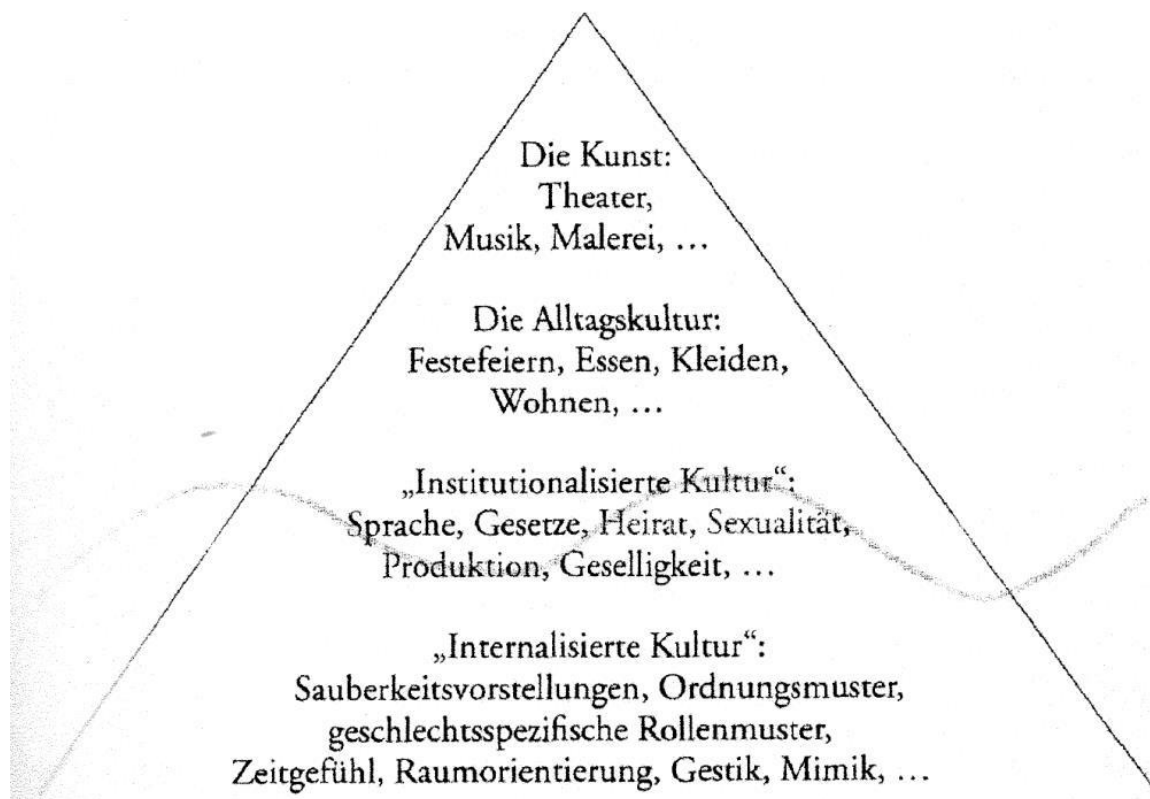 Die Kunst:
Theater,
Musik, Malerei, …
Die Alltagskultur:
Festefeiern, Essen, Kleiden,
Wohnen, …
„Institutionalisierte Kultur“:
Sprache, Gesetze, Heirat, Sexualität,
Produktion, Geselligkeit, …
„Internalisierte Kultur“:
Sauberkeitsvorstellungen, Ordnungsmuster,
geschlechtsspezifische Rollenmuster,
Zeitgefühl, Raumorientierung, Gestik, Mimik, …